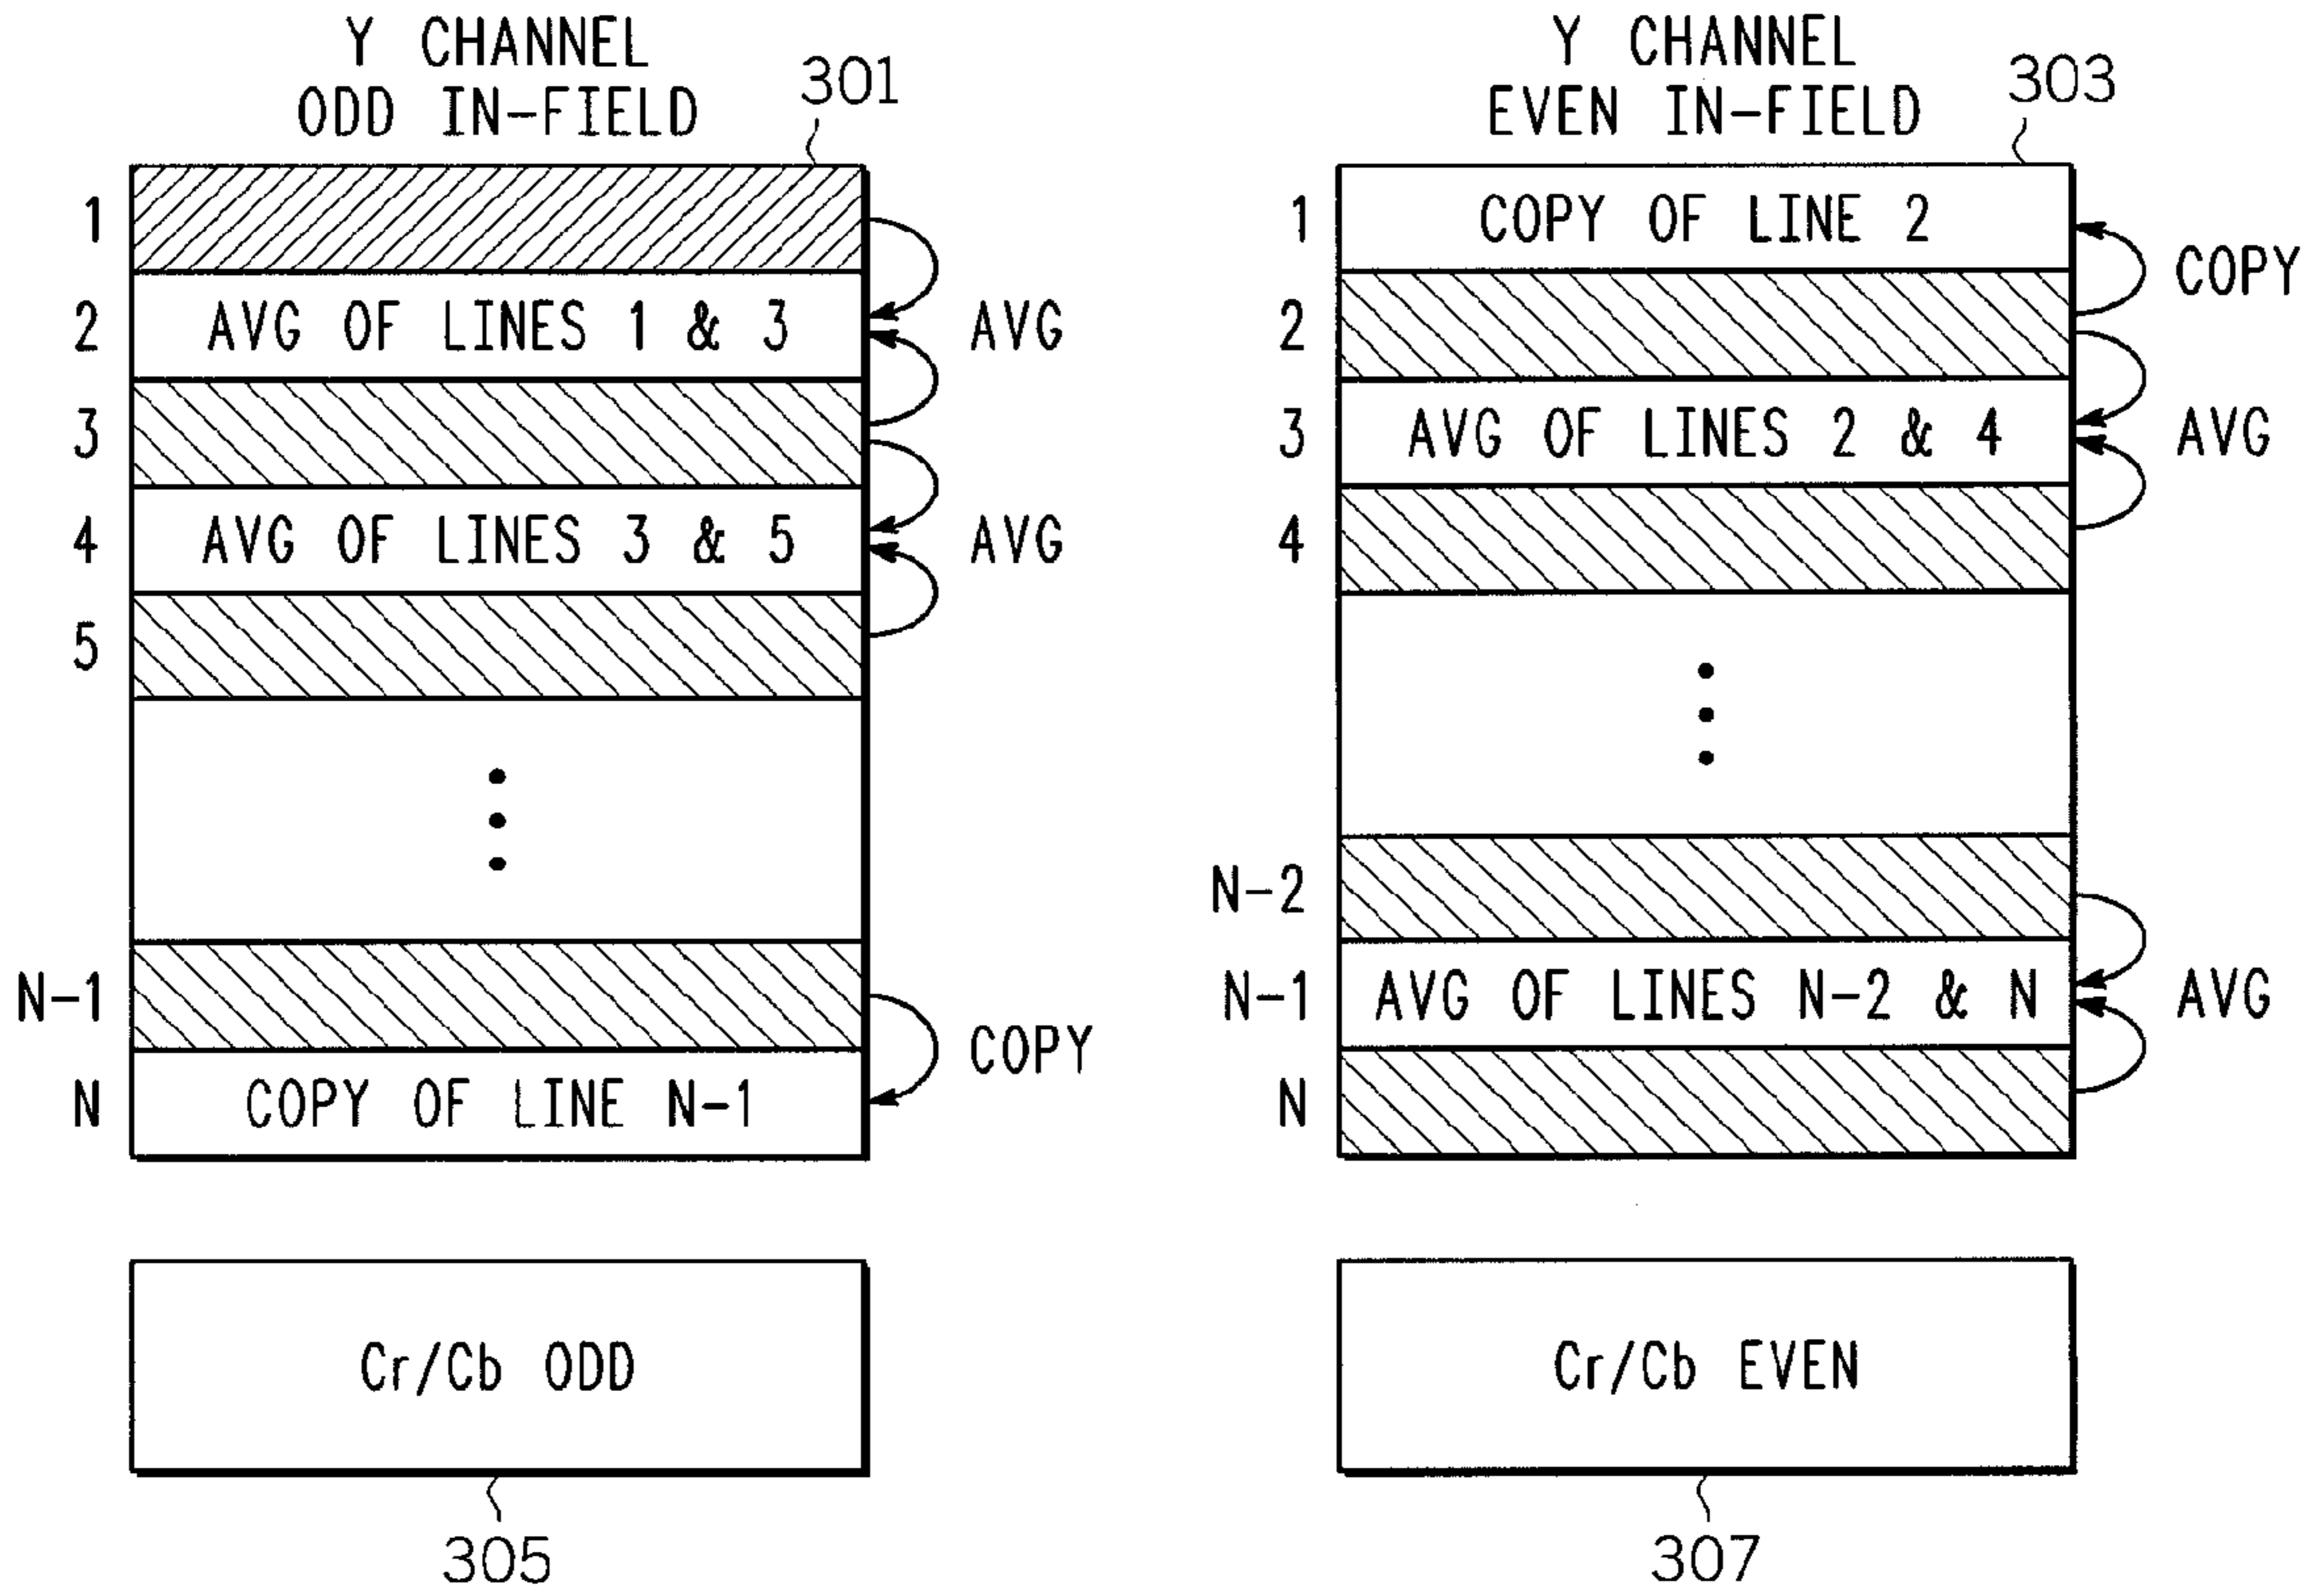 Y CHANNEL
ODD IN-FIELD
301
1
2 AVG OF LINES 1 & 3 AVG
3
4 AVG OF LINES 3 & 5 AVG
5
N-1
COPY
N COPY OF LINE N-1
Cr/Cb ODD
305
Y CHANNEL
EVEN IN-FIELD
303
1 COPY OF LINE 2
COPY
2
3 AVG OF LINES 2 & 4 AVG
4
N-2
N-1 AVG OF LINES N-2 & N AVG
N
Cr/Cb EVEN
307